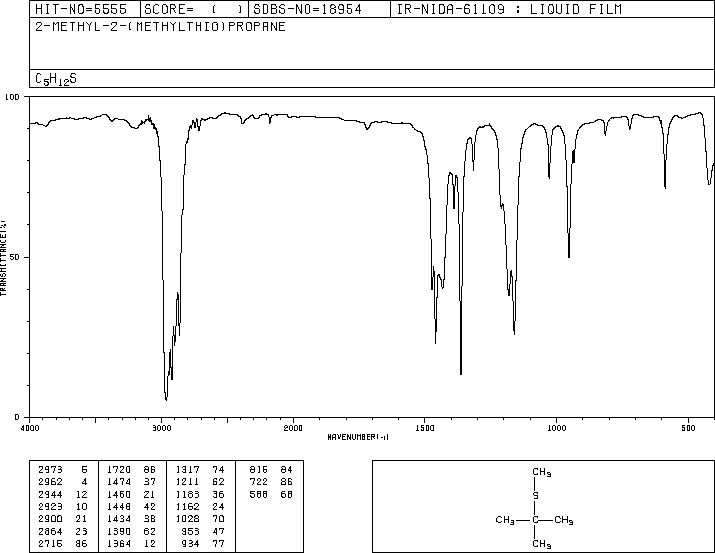 HIT-NO=5555 SCORE= ( ) SDBS-NO=18954 IR-NIDA-61109 : LIQUID FILM
2-METHYL-2-(METHYLTHIO)PROPANE
C5H12S
100
50
0
TRANSMITTANCE(%)
4000 3000 2000 1500 1000 500
WAVENUMBER(-1)
2973 6 1720 86 1317 74 816 84
2962 4 1474 37 1211 62 722 86
2944 12 1460 21 1183 36 588 68
2923 10 1448 42 1162 24
2900 21 1434 38 1028 70
2864 23 1390 62 953 47
2716 86 1364 12 934 77
CH3
S
CH3 C CH3
CH3